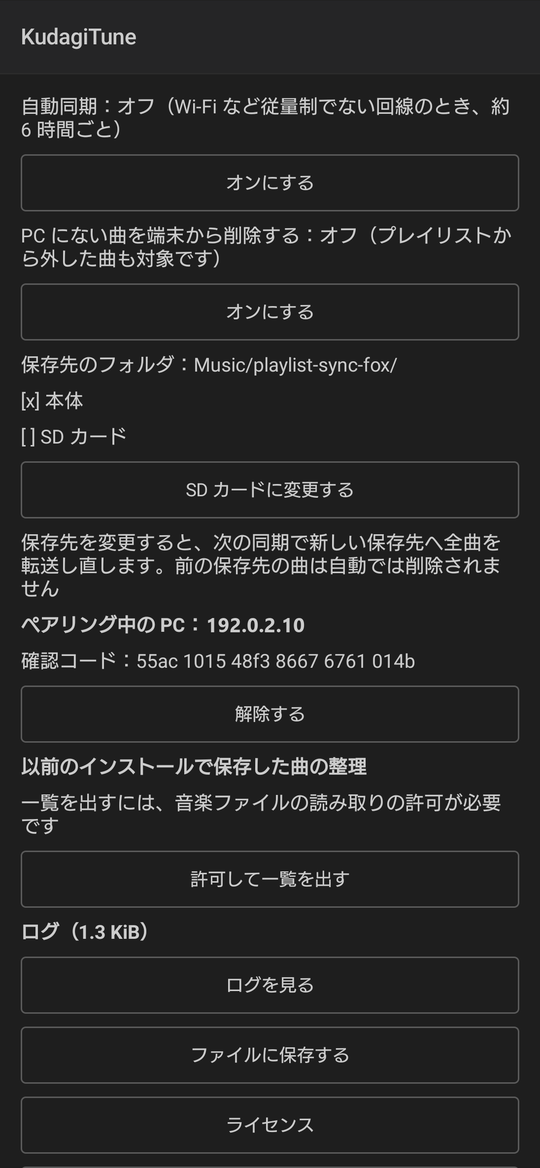 KudagiTune
自動同期：オフ（Wi-Fi など従量制でない回線のとき、約
6 時間ごと）
オンにする
PC にない曲を端末から削除する：オフ（プレイリストか
ら外した曲も対象です）
オンにする
保存先のフォルダ：Music/playlist-sync-fox/
[x] 本体
[ ] SD カード
SD カードに変更する
保存先を変更すると、次の同期で新しい保存先へ全曲を
転送し直します。前の保存先の曲は自動では削除されま
せん
ペアリング中の PC：192.0.2.10
確認コード：55ac 1015 48f3 8667 6761 014b
解除する
以前のインストールで保存した曲の整理
一覧を出すには、音楽ファイルの読み取りの許可が必要
です
許可して一覧を出す
ログ（1.3 KiB）
ログを見る
ファイルに保存する
ライセンス